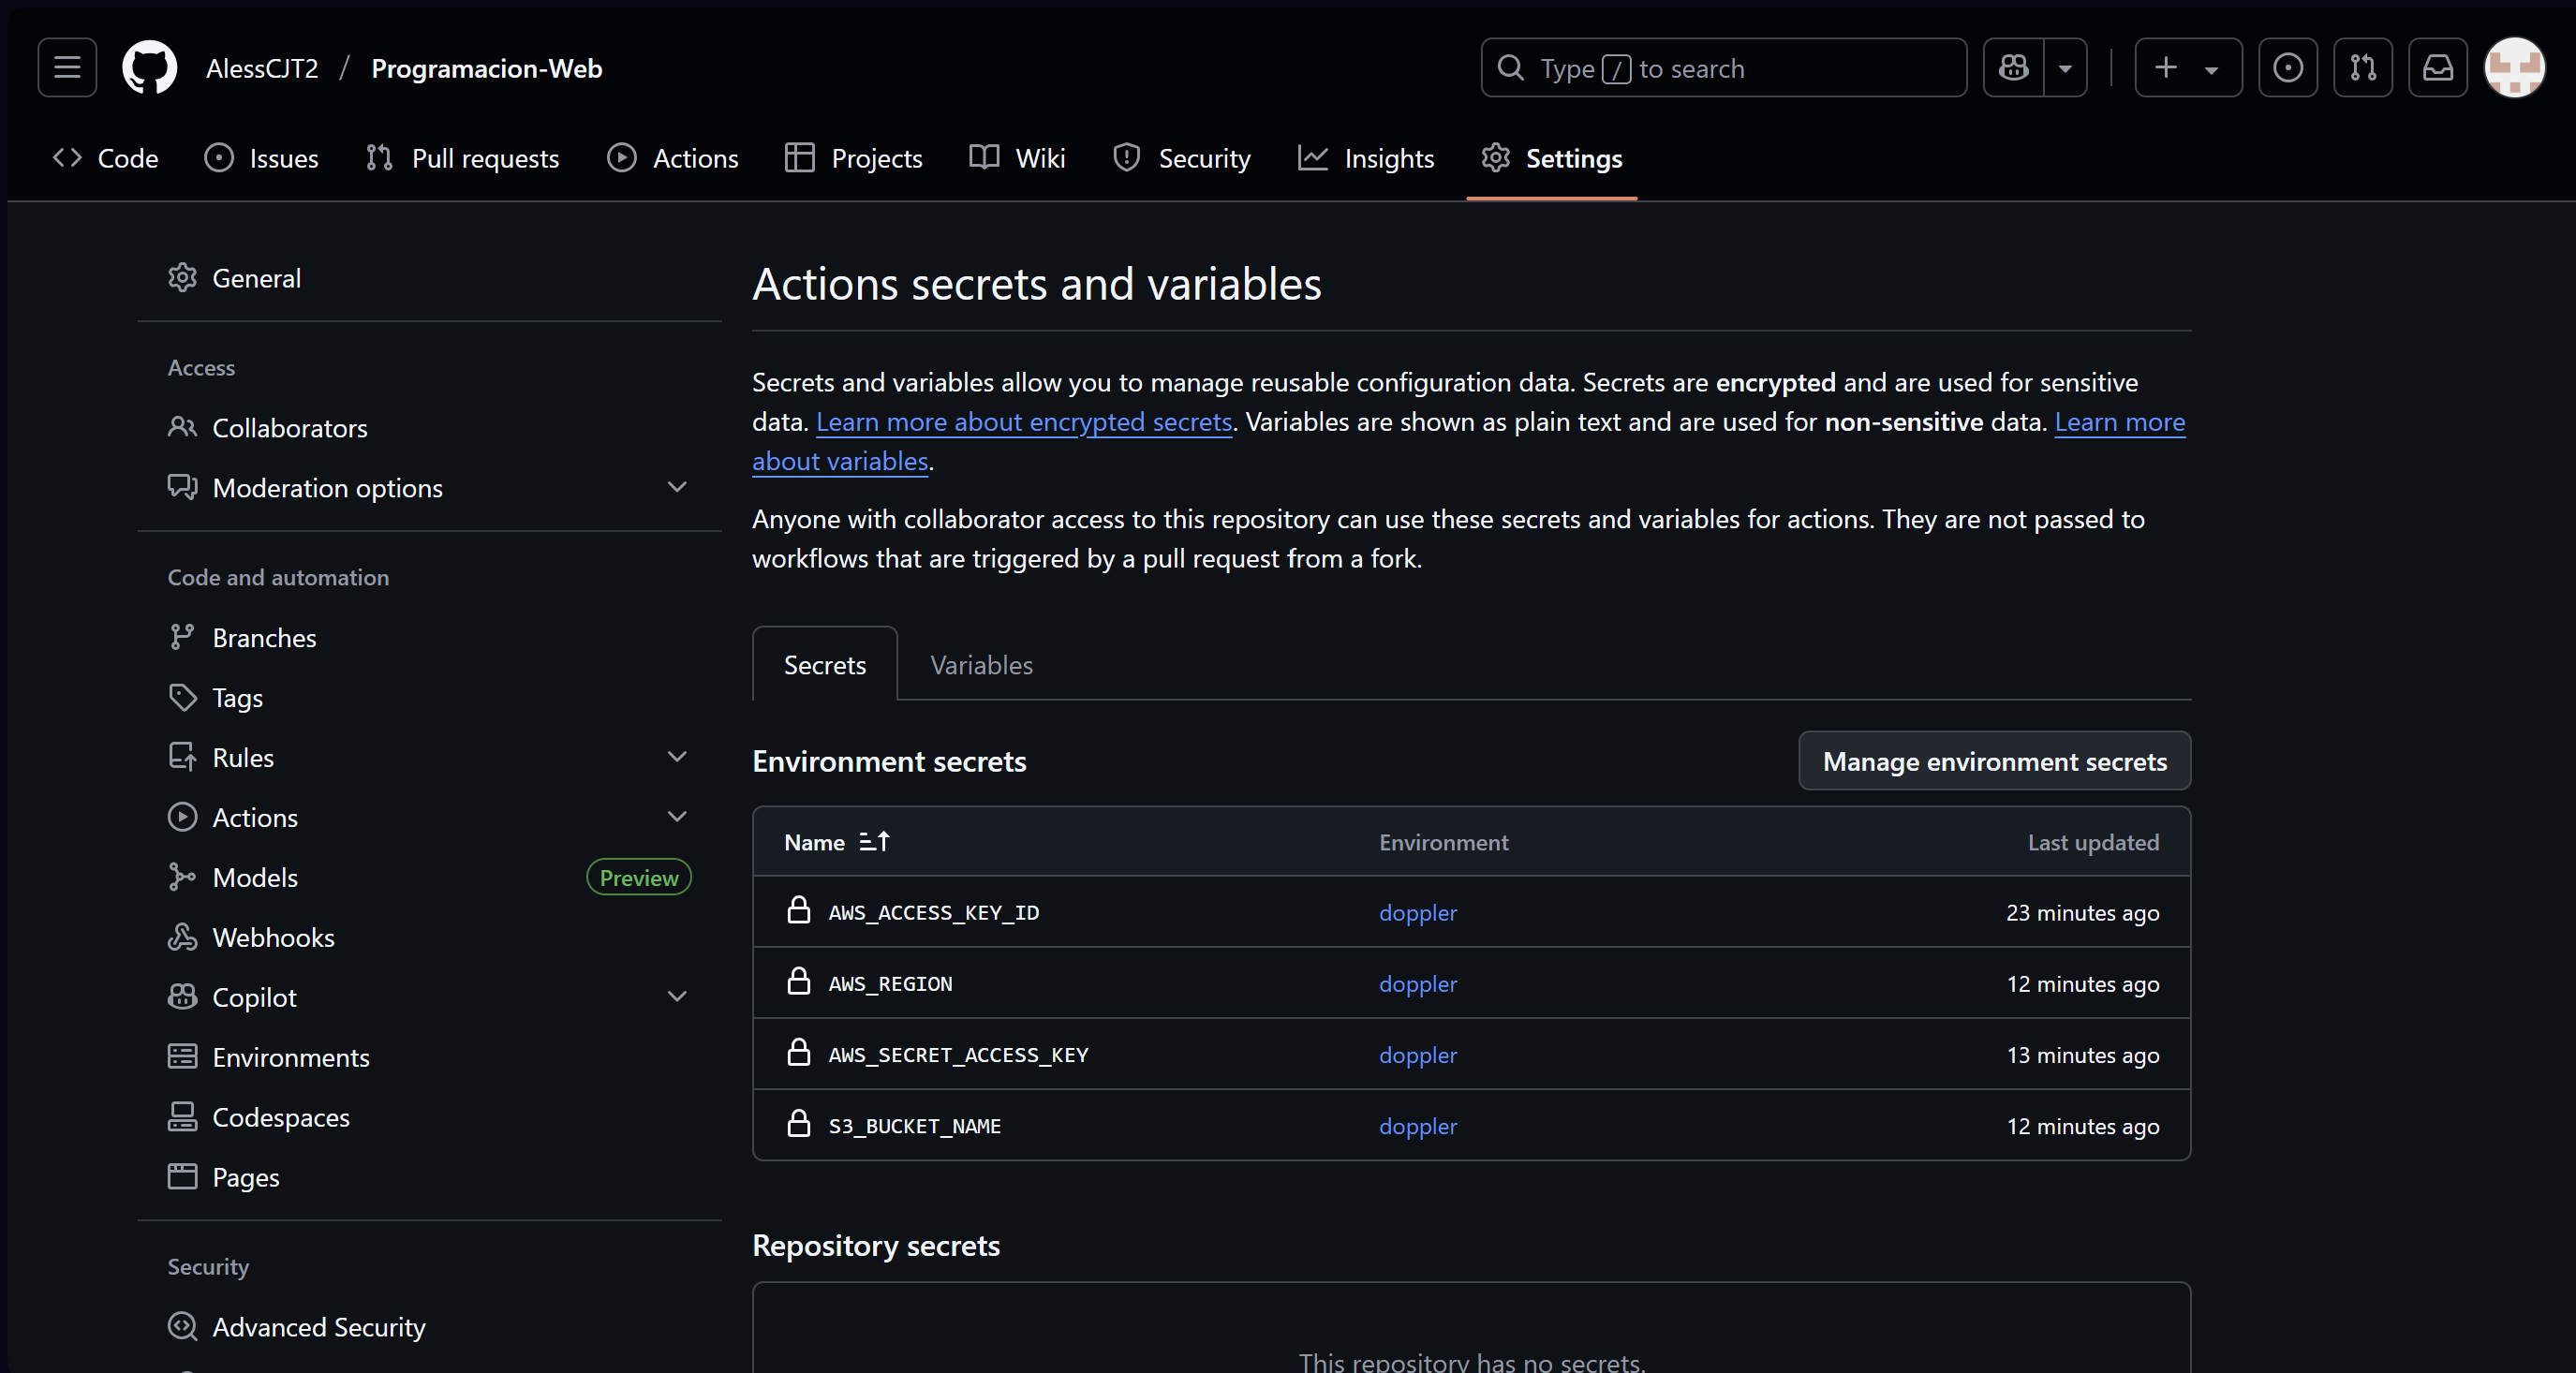 AlessCJT2 / Programacion-Web
Type / to search
Code Issues Pull requests Actions Projects Wiki Security Insights Settings
General
Access
Collaborators
Moderation options
Code and automation
Branches
Tags
Rules
Actions
Models Preview
Webhooks
Copilot
Environments
Codespaces
Pages
Security
Advanced Security
Actions secrets and variables
Secrets and variables allow you to manage reusable configuration data. Secrets are encrypted and are used for sensitive
data. Learn more about encrypted secrets. Variables are shown as plain text and are used for non-sensitive data. Learn more
about variables.
Anyone with collaborator access to this repository can use these secrets and variables for actions. They are not passed to
workflows that are triggered by a pull request from a fork.
Secrets Variables
Environment secrets Manage environment secrets
Name Environment Last updated
AWS_ACCESS_KEY_ID doppler 23 minutes ago
AWS_REGION doppler 12 minutes ago
AWS_SECRET_ACCESS_KEY doppler 13 minutes ago
S3_BUCKET_NAME doppler 12 minutes ago
Repository secrets
This repository has no secrets.